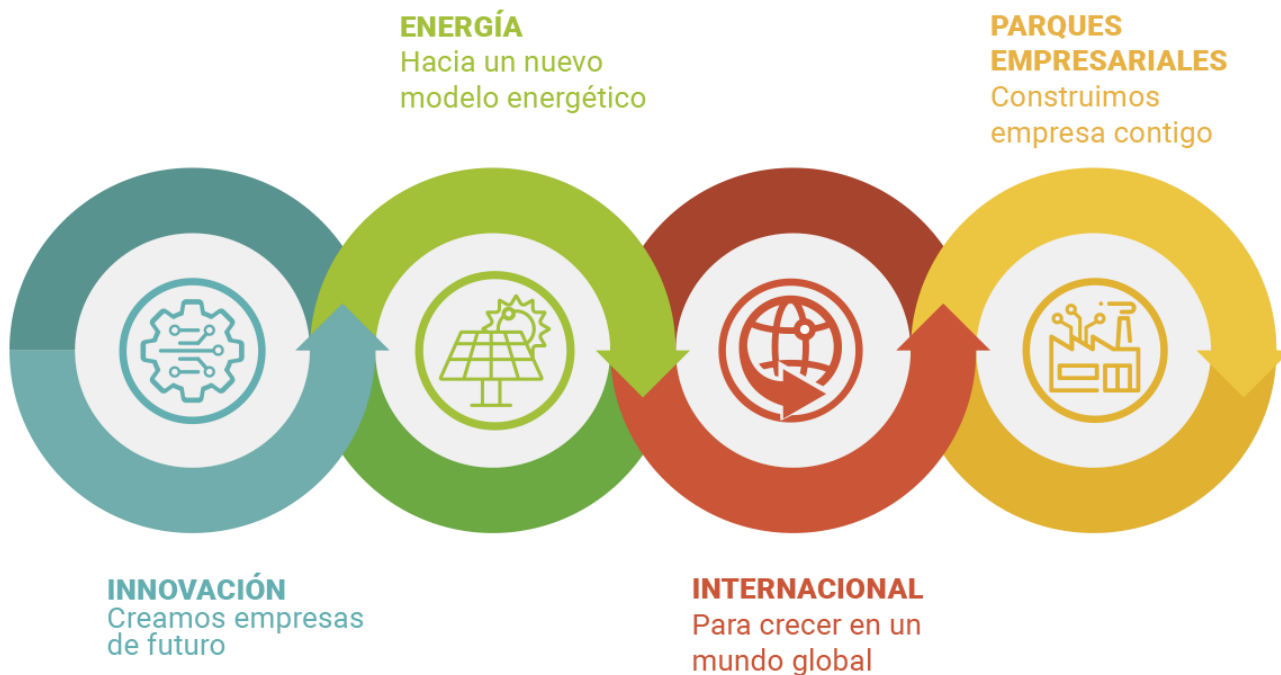 ENERGÍA
Hacia un nuevo
modelo energético
PARQUES
EMPRESARIALES
Construimos
empresa contigo
INNOVACIÓN
Creamos empresas
de futuro
INTERNACIONAL
Para crecer en un
mundo global